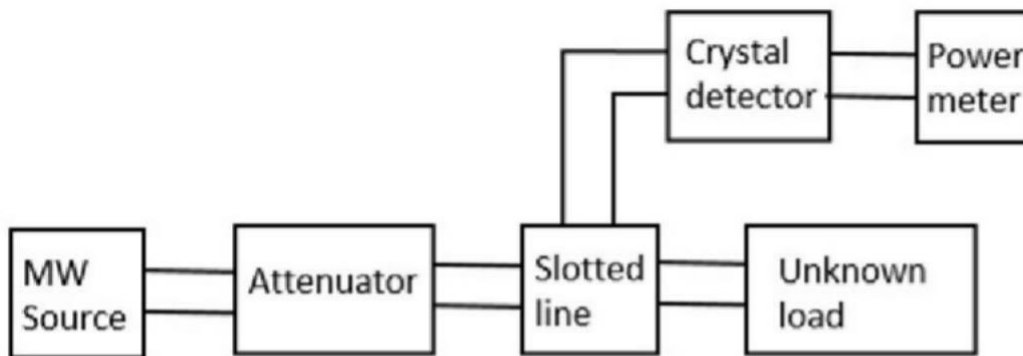 Crystal
detector
Power
meter
MW
Source
Attenuator
Slotted
line
Unknown
load